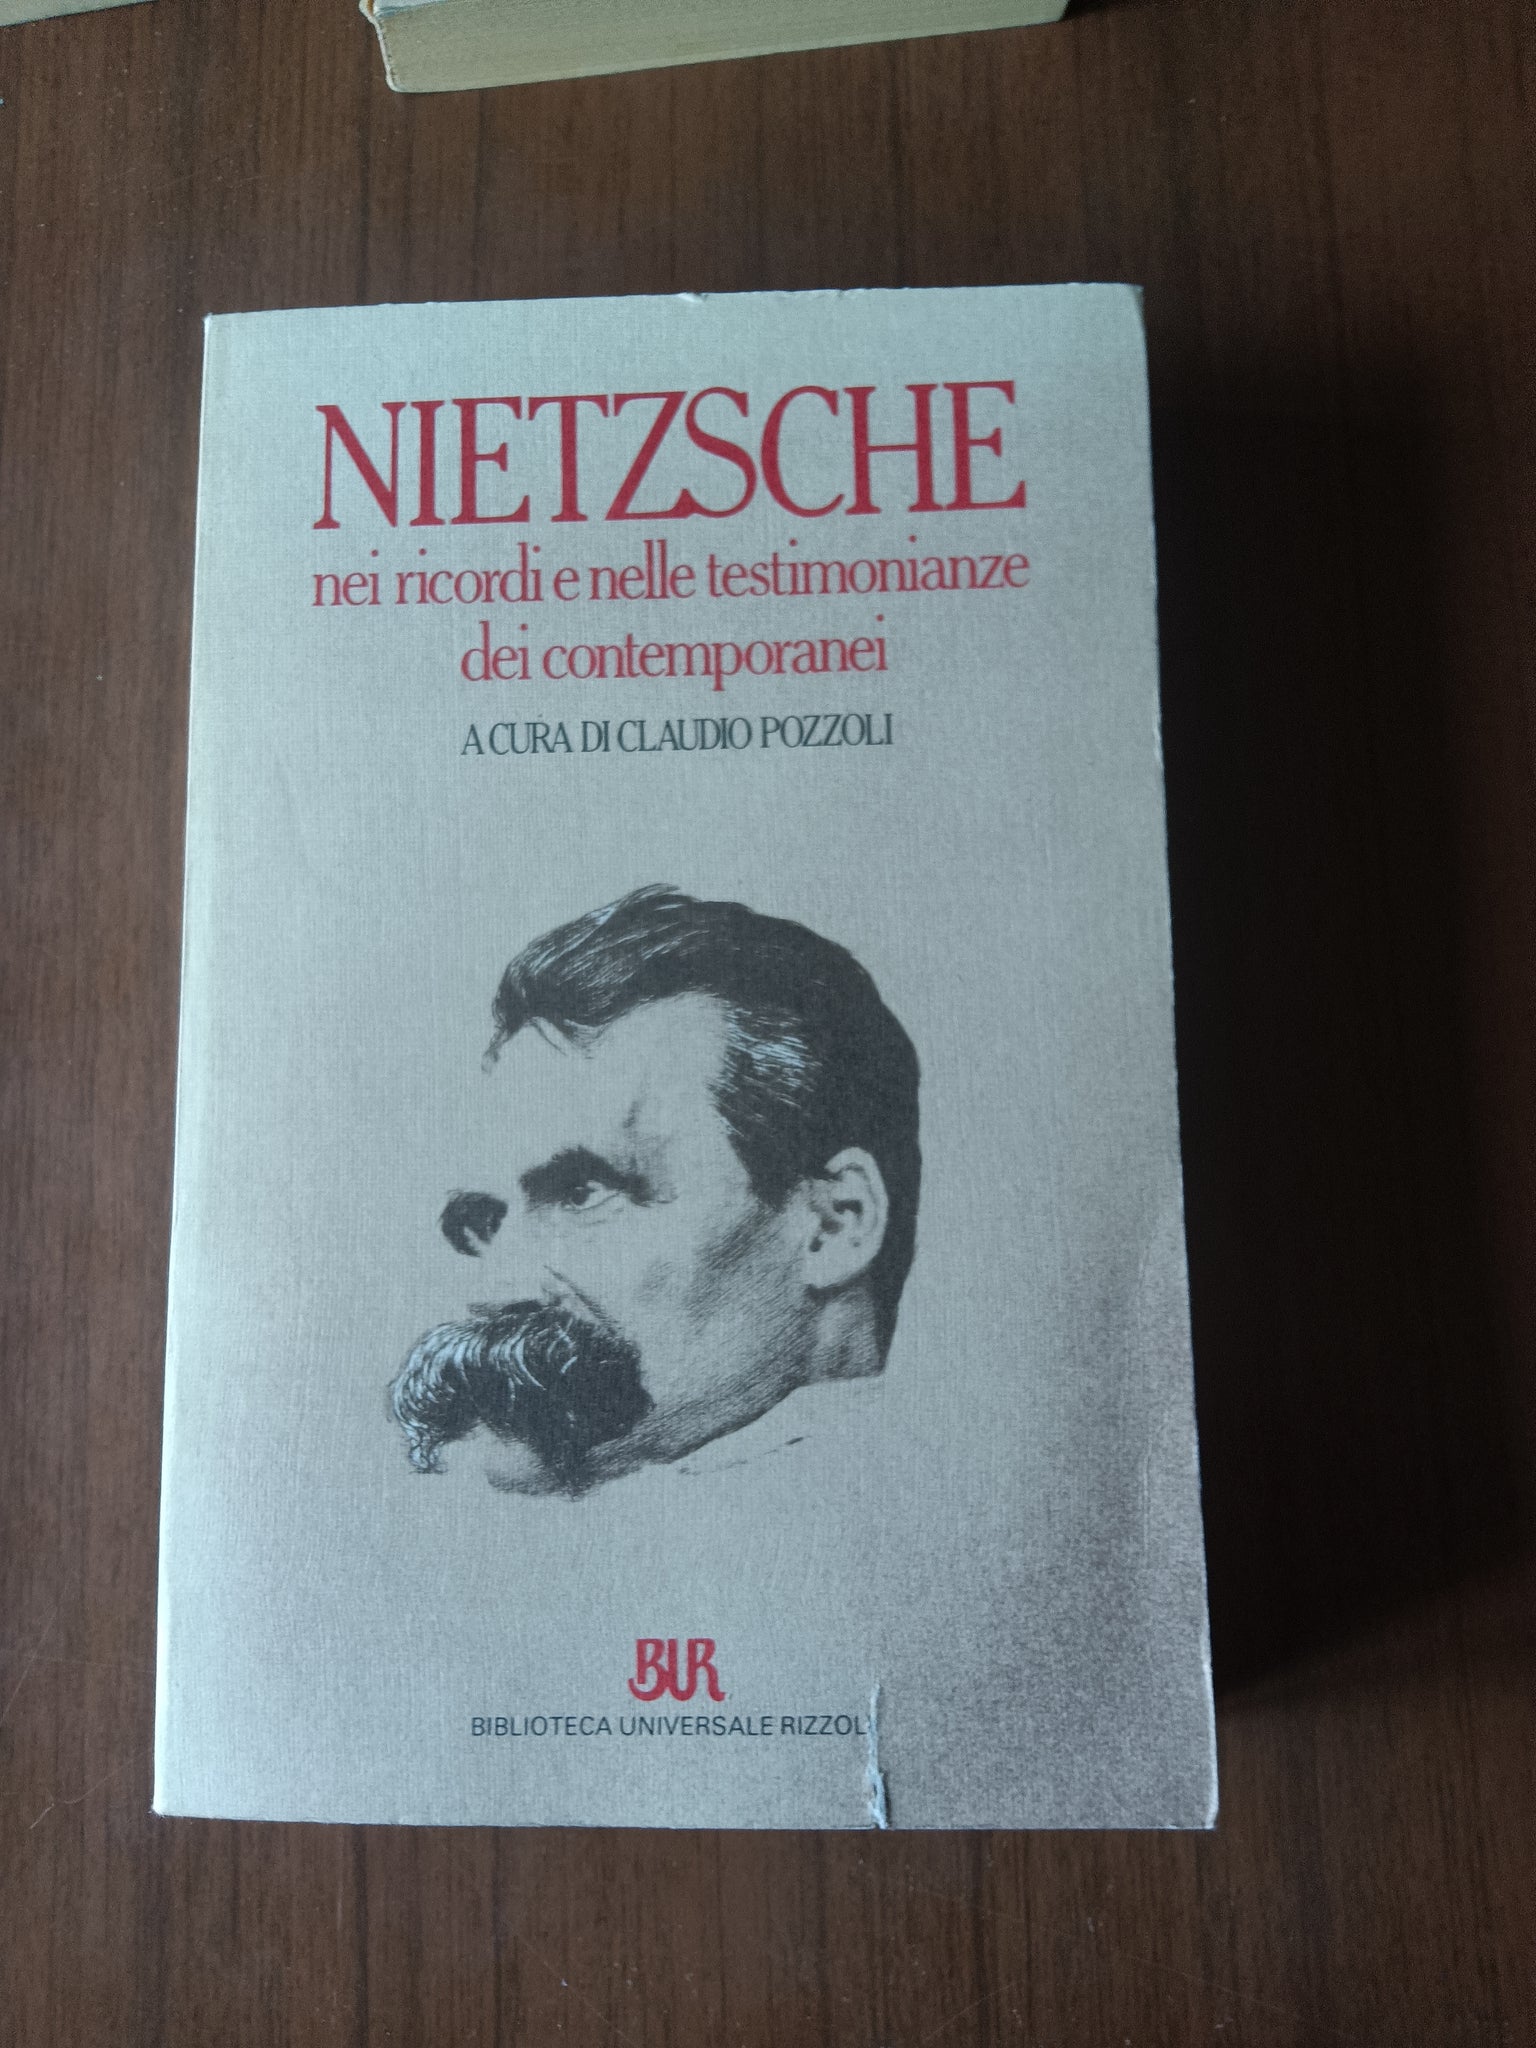 NIETZSCHE
nei ricordi e nelle testimonianze
dei contemporanei
A CURA DI CLAUDIO POZZOLI
BUR
BIBLIOTECA UNIVERSALE RIZZOLI